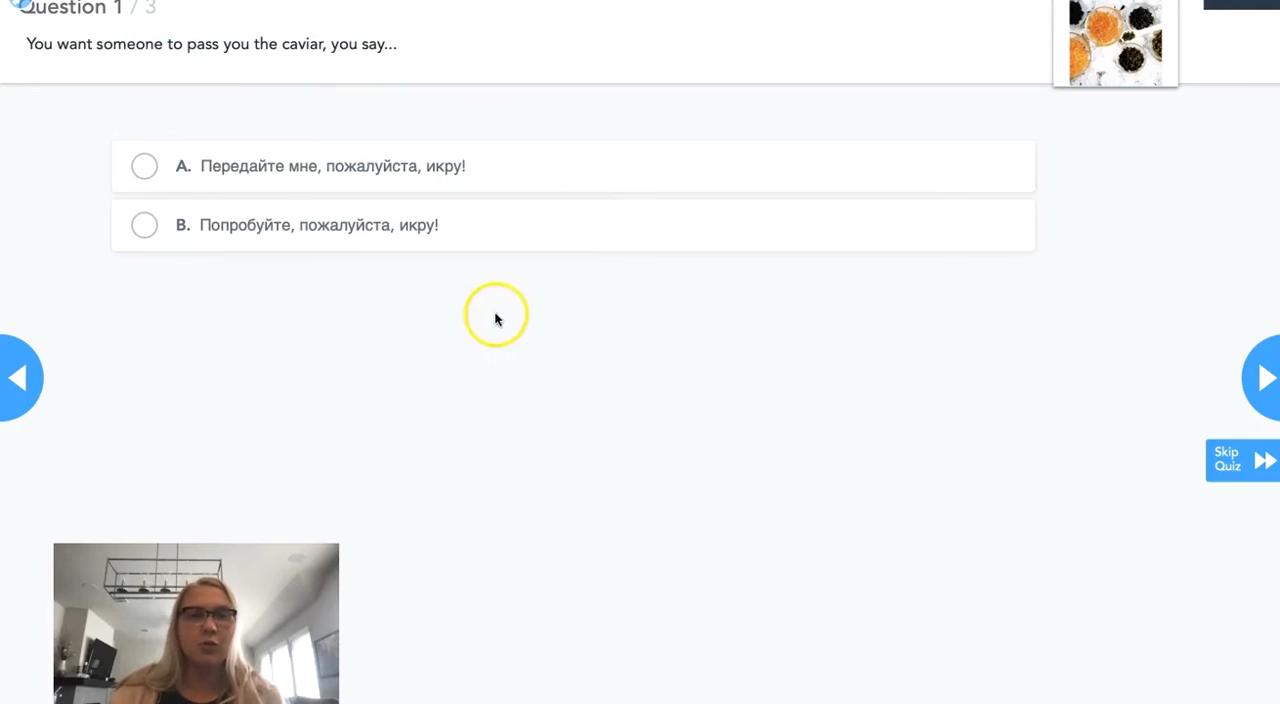 Question 1 / 3
You want someone to pass you the caviar, you say...
A. Передайте мне, пожалуйста, икру!
B. Попробуйте, пожалуйста, икру!
Skip
Quiz